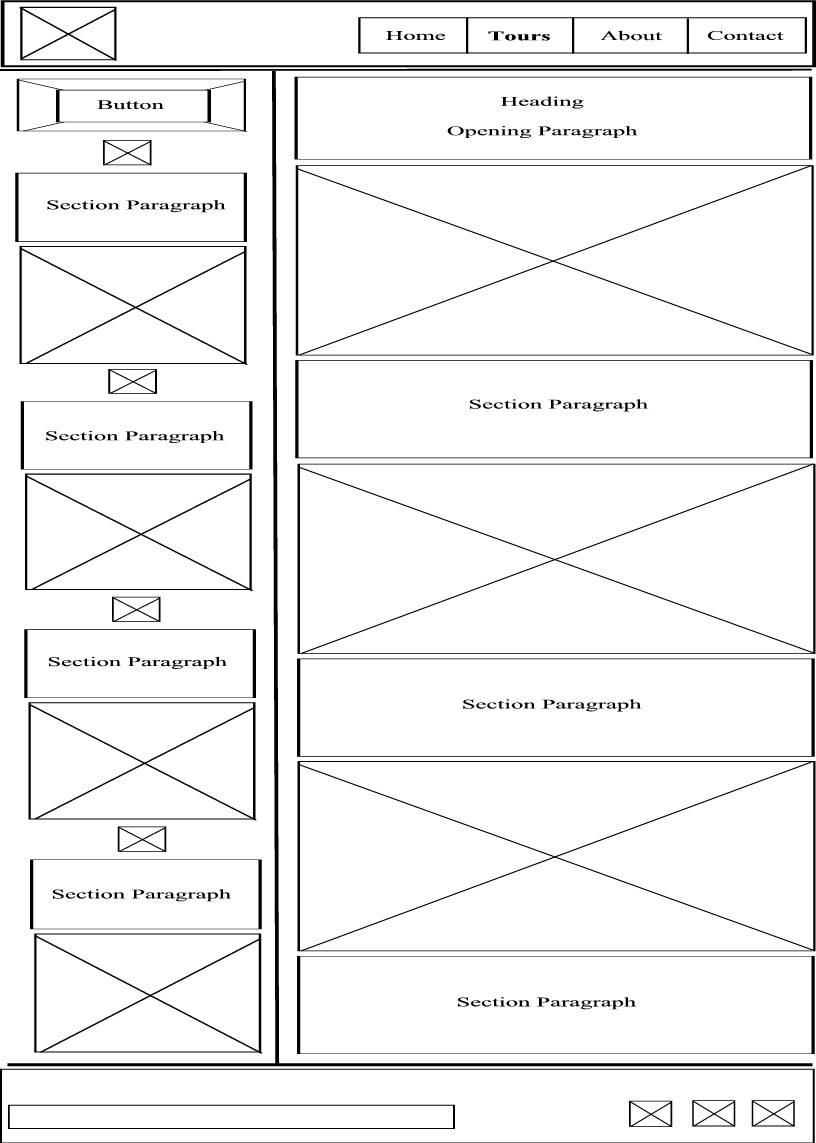 Home
Tours
About
Contact
Button
Section Paragraph
Section Paragraph
Section Paragraph
Section Paragraph
Heading
Opening Paragraph
Section Paragraph
Section Paragraph
Section Paragraph